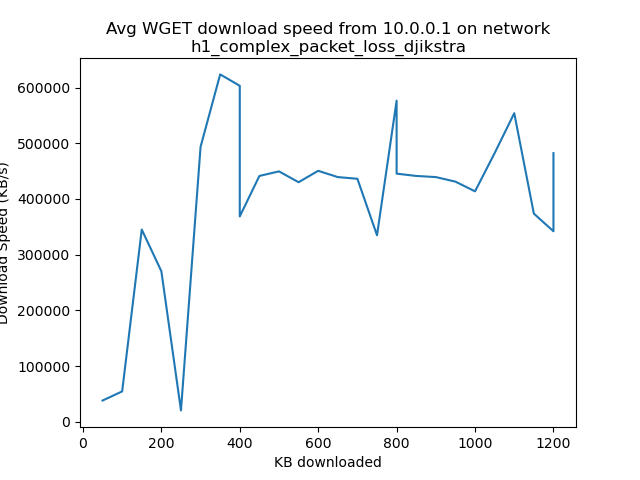 Avg WGET download speed from 10.0.0.1 on network
h1_complex_packet_loss_djikstra
600000
500000
400000
300000
200000
100000
0
Download Speed (KB/s)
0 200 400 600 800 1000 1200
KB downloaded